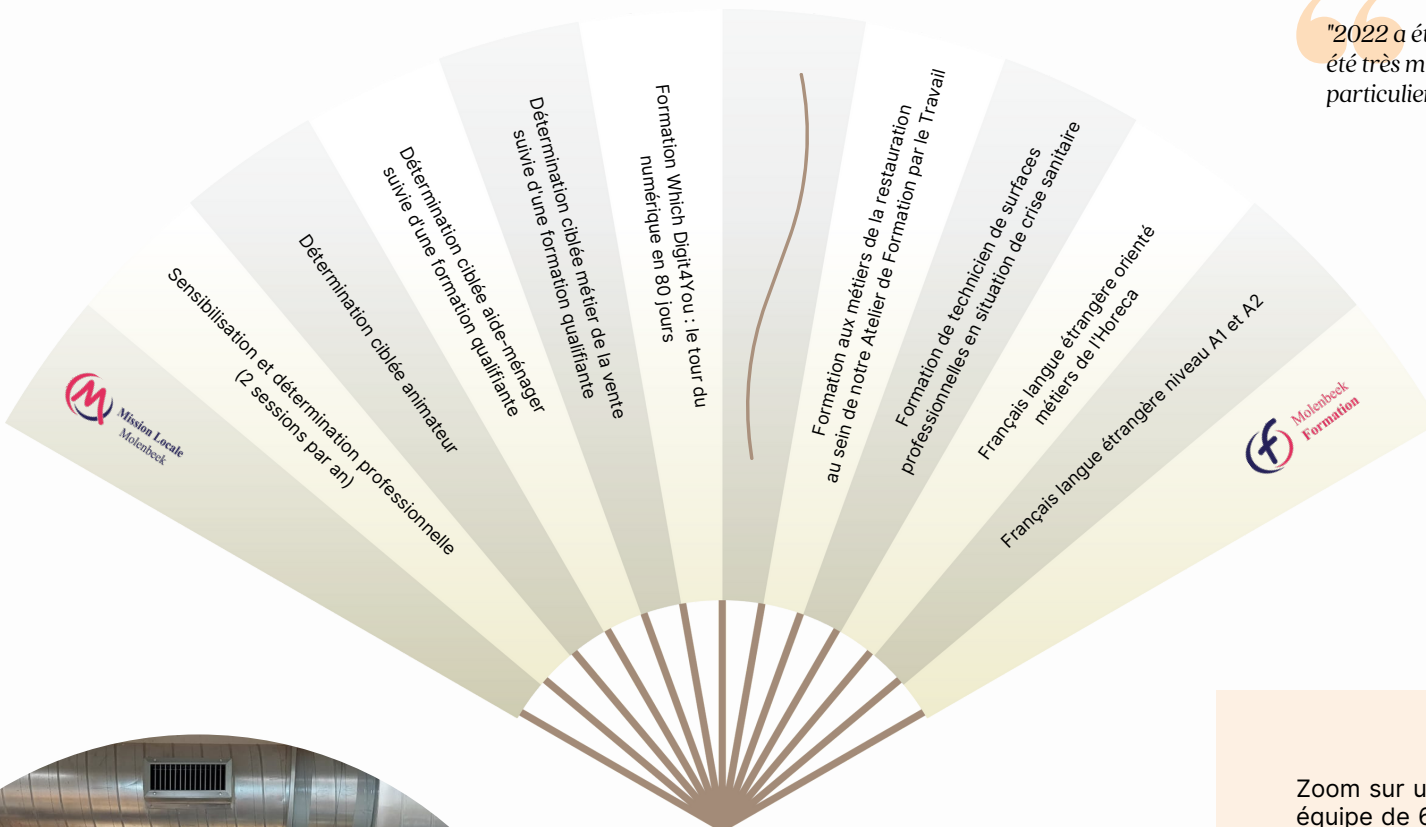 Mission Locale
Molenbeek
Sensibilisation et détermination professionnelle
(2 sessions par an)
Détermination ciblée animateur
Détermination ciblée aide-ménager
suivie d'une formation qualifiante
Détermination ciblée métier de la vente
suivie d'une formation qualifiante
Formation Which Digit4You : le tour du
numérique en 80 jours
Formation aux métiers de la restauration
au sein de notre Atelier de Formation par le Travail
Formation de technicien de surfaces
professionnelles en situation de crise sanitaire
Français langue étrangère orienté
métiers de l'Horeca
Français langue étrangère niveau A1 et A2
Molenbeek
Formation
"2022 a
été très
Zoom sur
équipe de